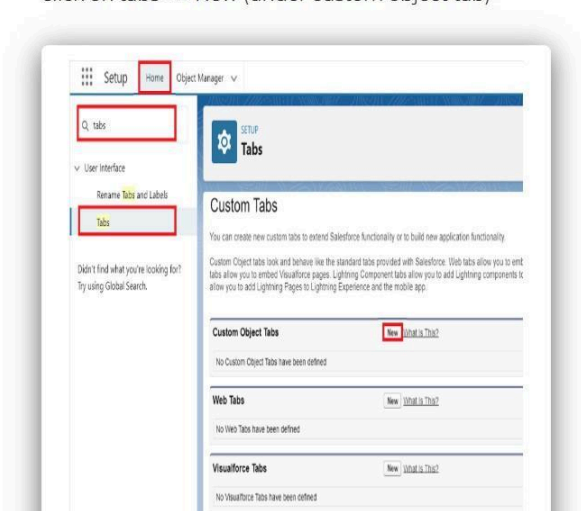 Setup Home Object Manager
tabs
User Interface
Rename Tabs and Labels
Tabs
Didn't find what you're looking for?
Try using Global Search.
SETUP
Tabs
Custom Tabs
You can create new custom tabs to extend Salesforce functionality or to build new application functionality.
Custom Object tabs look and behave like the standard tabs provided with Salesforce. Web tabs allow you to emb
tabs allow you to embed Visualforce pages. Lightning Component tabs allow you to add Lightning components to
allow you to add Lightning Pages to Lightning Experience and the mobile app.
Custom Object Tabs New What Is This?
No Custom Object Tabs have been defined
Web Tabs New What Is This?
No Web Tabs have been defined
Visualforce Tabs New What Is This?
No Visualforce Tabs have been defined